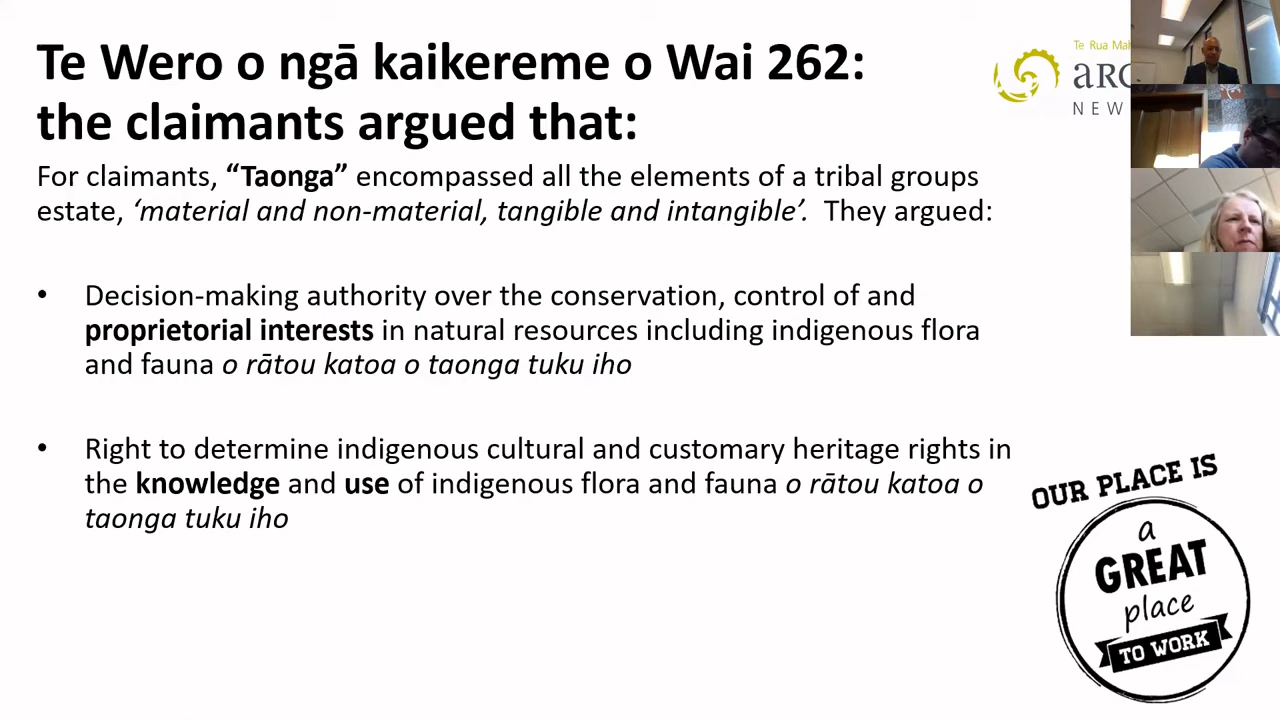 Te Wero o ngā kaikereme o Wai 262:
the claimants argued that:
Te Rua
NEW
For claimants, “Taonga” encompassed all the elements of a tribal groups
estate, ‘material and non-material, tangible and intangible’. They argued:
• Decision-making authority over the conservation, control of and
proprietorial interests in natural resources including indigenous flora
and fauna o rātou katoa o taonga tuku iho
• Right to determine indigenous cultural and customary heritage rights in
the knowledge and use of indigenous flora and fauna o rātou katoa o
taonga tuku iho
OUR PLACE IS
a
GREAT
place
TO WORK